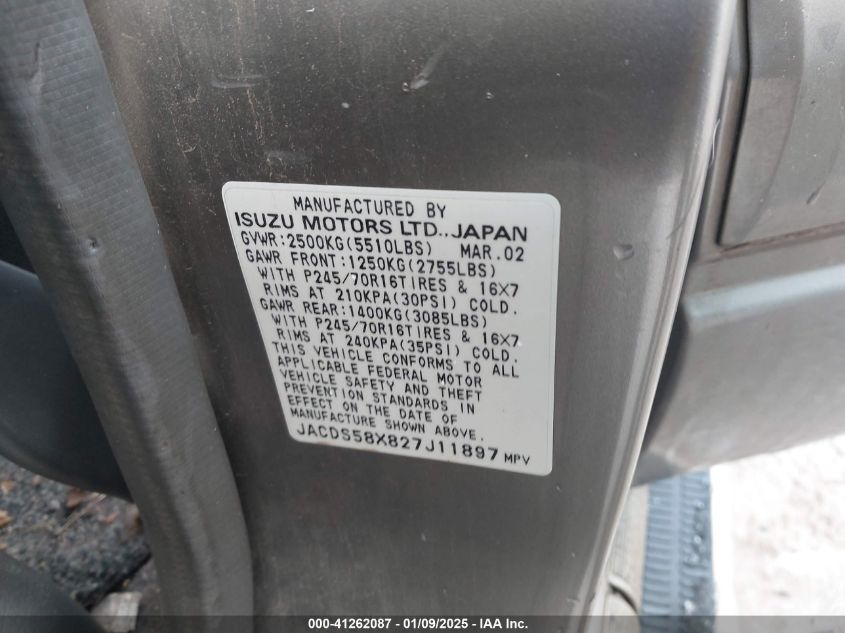 MANUFACTURED BY
ISUZU MOTORS LTD., JAPAN
GVWR:2500KG(5510LBS) MAR.02
GAWR FRONT:1250KG(2755LBS)
WITH P245/70R16TIRES & 16X7
RIMS AT 210KPA(30PSI) COLD.
GAWR REAR:1400KG(3085LBS)
WITH P245/70R16TIRES & 16X7
RIMS AT 240KPA(35PSI) COLD.
THIS VEHICLE CONFORMS TO ALL
APPLICABLE FEDERAL MOTOR
VEHICLE SAFETY AND THEFT
PREVENTION STANDARDS IN
EFFECT ON THE DATE OF
MANUFACTURE SHOWN ABOVE.
JACDS58X827J11897 MPV
000-41262087 - 01/09/2025 - IAA Inc.